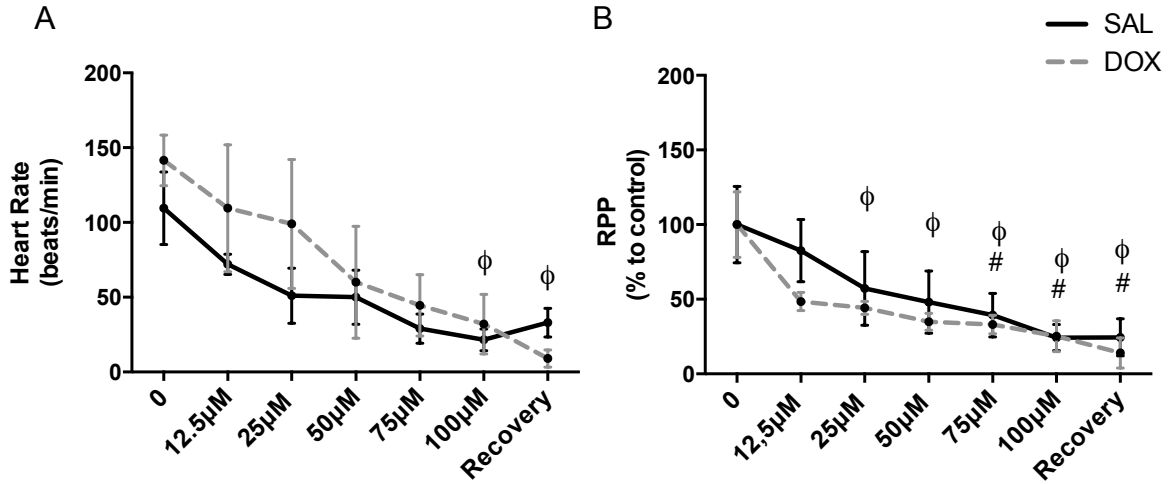 A
B
SAL
DOX
Heart Rate
(beats/min)
200
150
100
50
0
ϕ
ϕ
0
12.5µM
25µM
50µM
75µM
100µM
Recovery
RPP
(% to control)
200
150
100
50
0
ϕ
ϕ
ϕ
#
ϕ
#
ϕ
#
0
12,5µM
25µM
50µM
75µM
100µM
Recovery